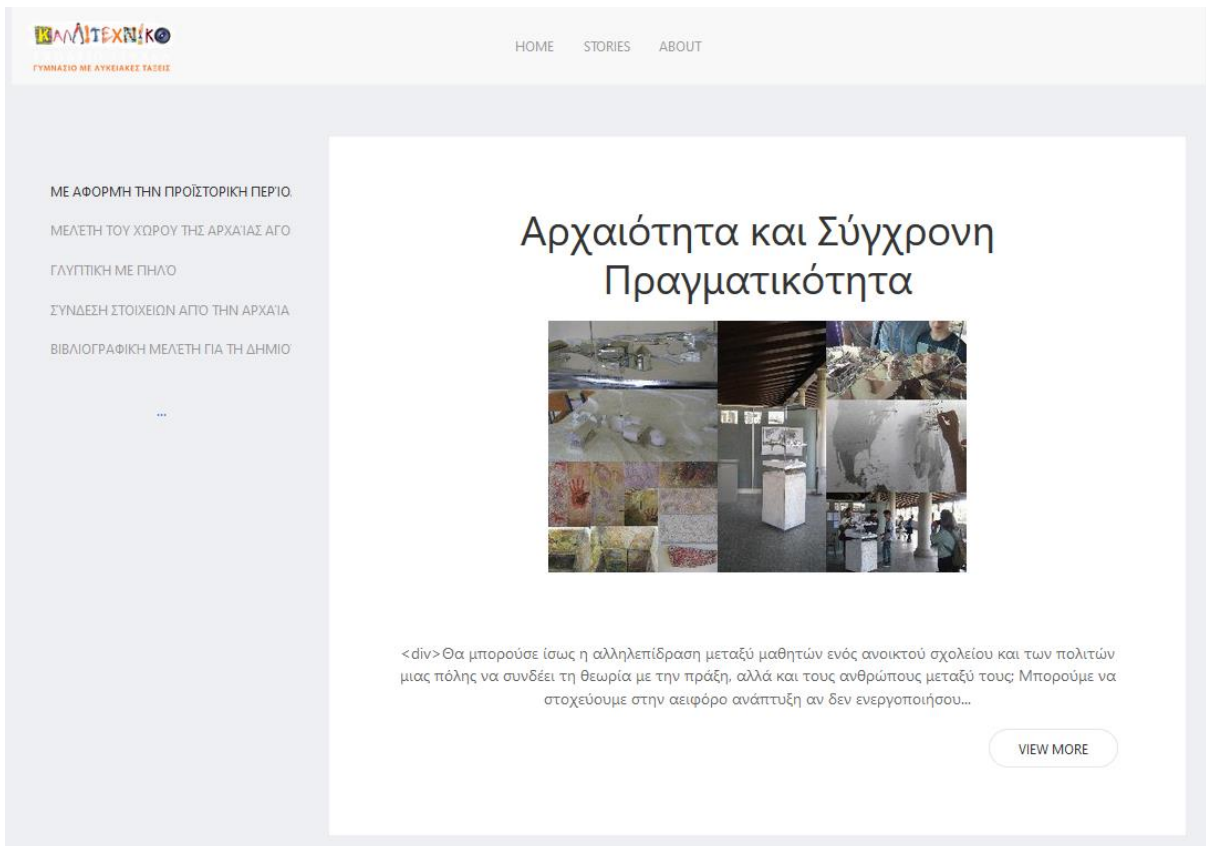 ΚΑΛΛΙΤΕΧΝΙΚΟ
ΓΥΜΝΑΣΙΟ ΜΕ ΛΥΚΕΙΑΚΕΣ ΤΑΞΕΙΣ
HOME STORIES ABOUT
ΜΕ ΑΦΟΡΜΉ ΤΗΝ ΠΡΟΪΣΤΟΡΙΚΉ ΠΕΡΊΟ
ΜΕΛΈΤΗ ΤΟΥ ΧΏΡΟΥ ΤΗΣ ΑΡΧΑΊΑΣ ΑΓΟ
ΓΛΥΠΤΙΚΉ ΜΕ ΠΗΛΌ
ΣΎΝΔΕΣΗ ΣΤΟΙΧΕΙΩΝ ΑΠΌ ΤΗΝ ΑΡΧΑΊΑ
ΒΙΒΛΙΟΓΡΑΦΙΚΉ ΜΕΛΈΤΗ ΓΙΑ ΤΗ ΔΗΜΙΟ
...
Αρχαιότητα και Σύγχρονη
Πραγματικότητα
<div>Θα μπορούσε ίσως η αλληλεπίδραση μεταξύ μαθητών ενός ανοικτού σχολείου και των πολιτών
μιας πόλης να συνδέει τη θεωρία με την πράξη, αλλά και τους ανθρώπους μεταξύ τους; Μπορούμε να
στοχεύουμε στην αειφόρο ανάπτυξη αν δεν ενεργοποιήσου...
VIEW MORE